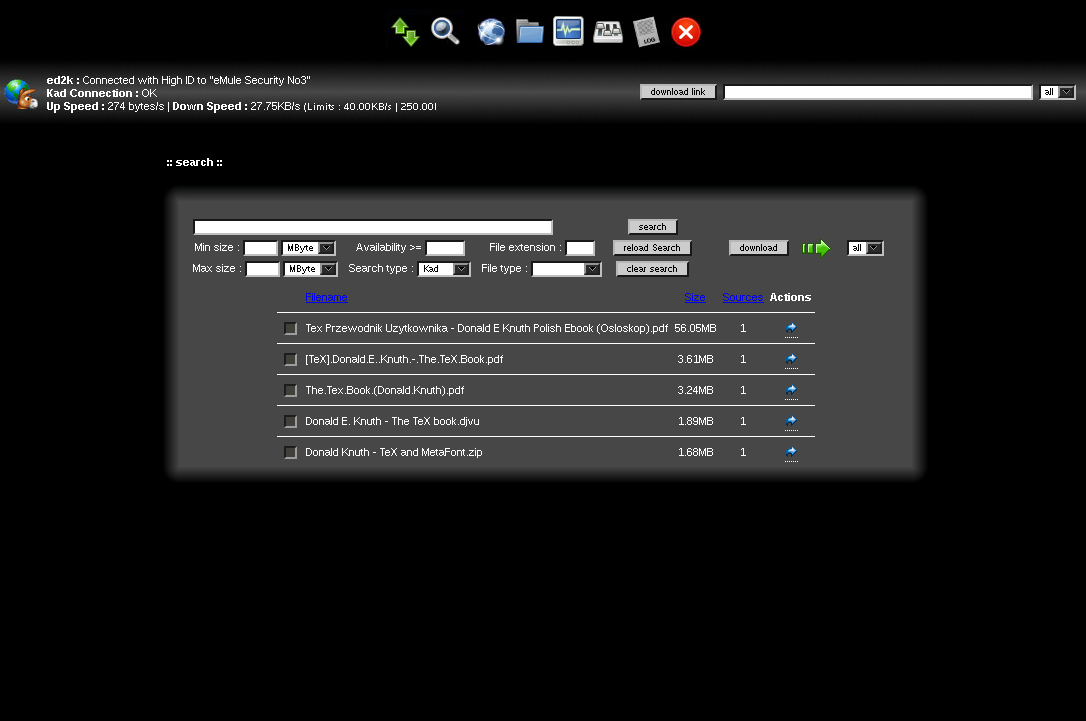 LOG
ed2k : Connected with High ID to "eMule Security No3"
Kad Connection : OK
Up Speed : 274 bytes/s | Down Speed : 27.75KB/s (Limits : 40.00KB/s | 250.00l
download link
all
:: search ::
search
Min size : MByte Availability >= File extension : reload Search download all
Max size : MByte Search type : Kad File type : clear search
Filename Size Sources Actions
Tex Przewodnik Uzytkownika - Donald E Knuth Polish Ebook (Osloskop).pdf 56.05MB 1
[TeX].Donald.E..Knuth.-.The.TeX.Book.pdf 3.61MB 1
The.Tex.Book.(Donald.Knuth).pdf 3.24MB 1
Donald E. Knuth - The TeX book.djvu 1.89MB 1
Donald Knuth - TeX and MetaFont.zip 1.68MB 1